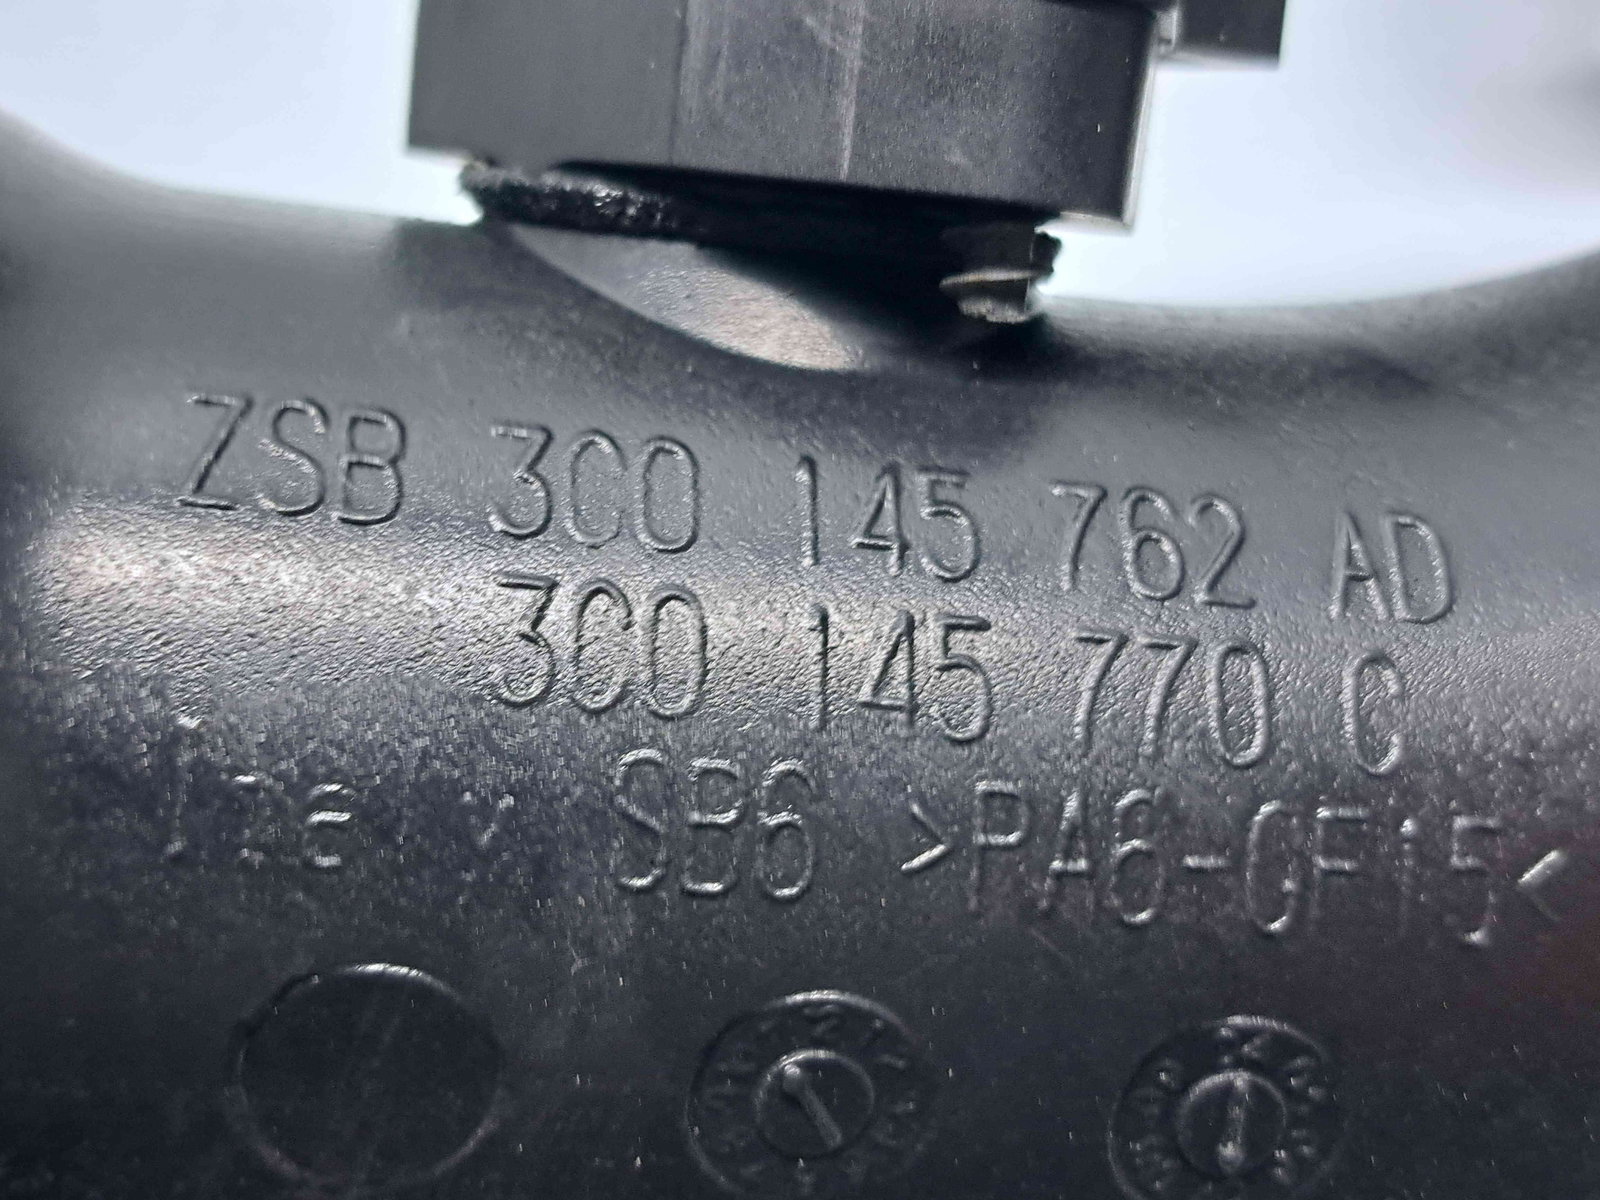 ZSB 3C0 145 762 AD
3C0 145 770 C
SB6 >PA6-GF15<